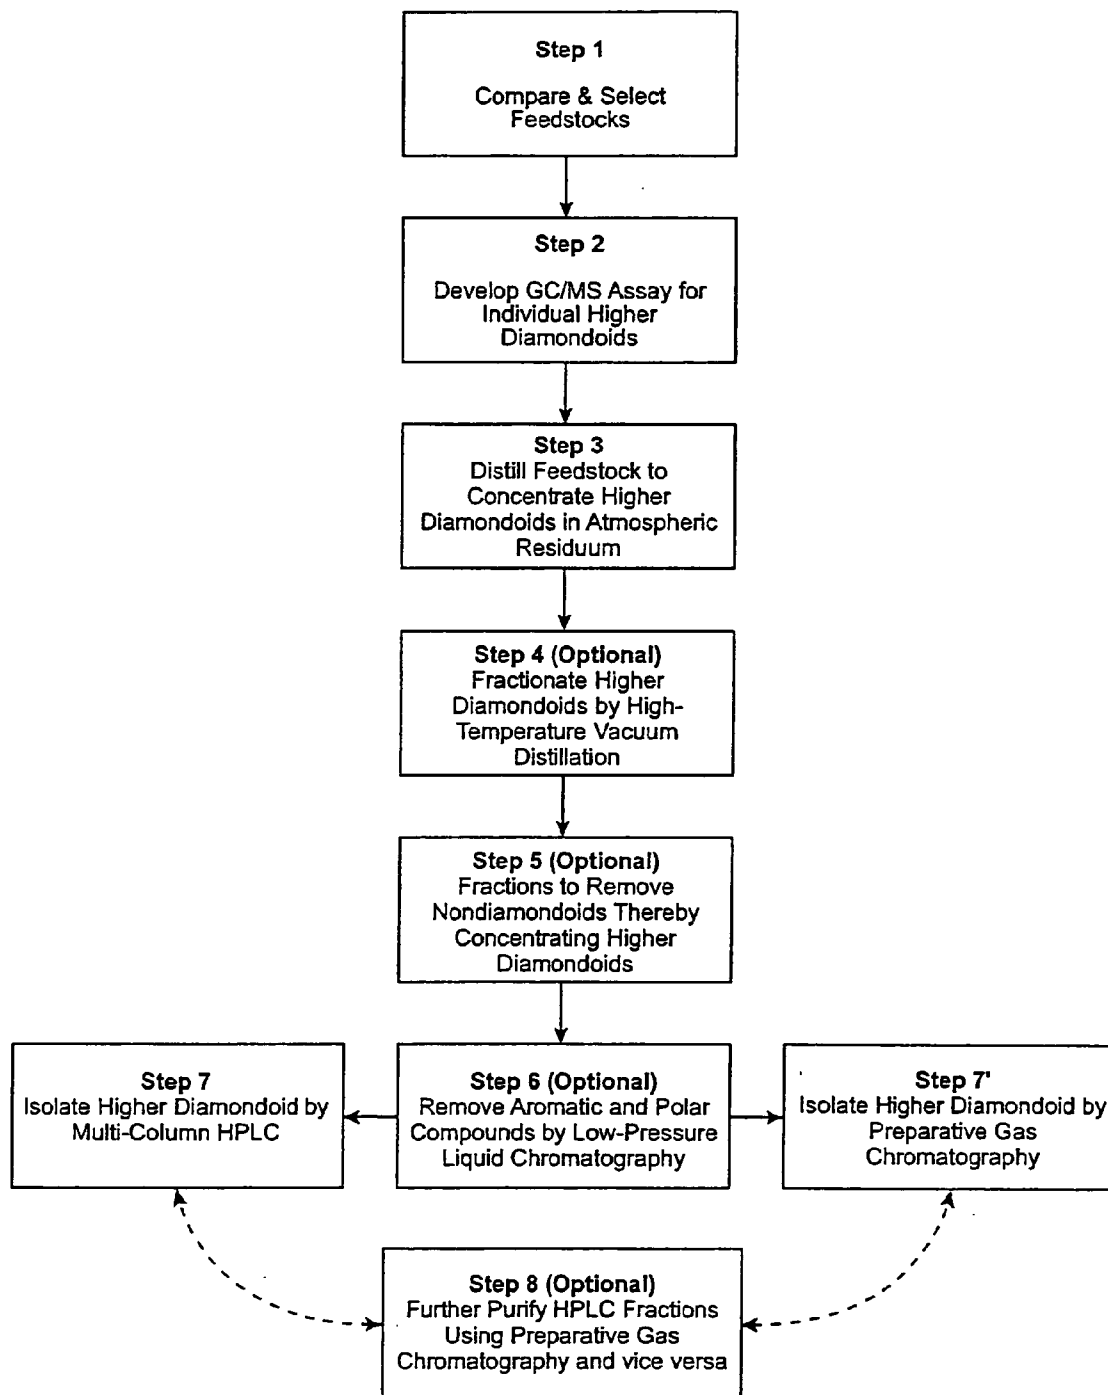 Step 1
Compare & Select
Feedstocks
Step 2
Develop GC/MS Assay for
Individual Higher
Diamondoids
Step 3
Distill Feedstock to
Concentrate Higher
Diamondoids in Atmospheric
Residuum
Step 4 (Optional)
Fractionate Higher
Diamondoids by High-
Temperature Vacuum
Distillation
Step 5 (Optional)
Fractions to Remove
Nondiamondoids Thereby
Concentrating Higher
Diamondoids
Step 7
Isolate Higher Diamondoid by
Multi-Column HPLC
Step 6 (Optional)
Remove Aromatic and Polar
Compounds by Low-Pressure
Liquid Chromatography
Step 7'
Isolate Higher Diamondoid by
Preparative Gas
Chromatography
Step 8 (Optional)
Further Purify HPLC Fractions
Using Preparative Gas
Chromatography and vice versa